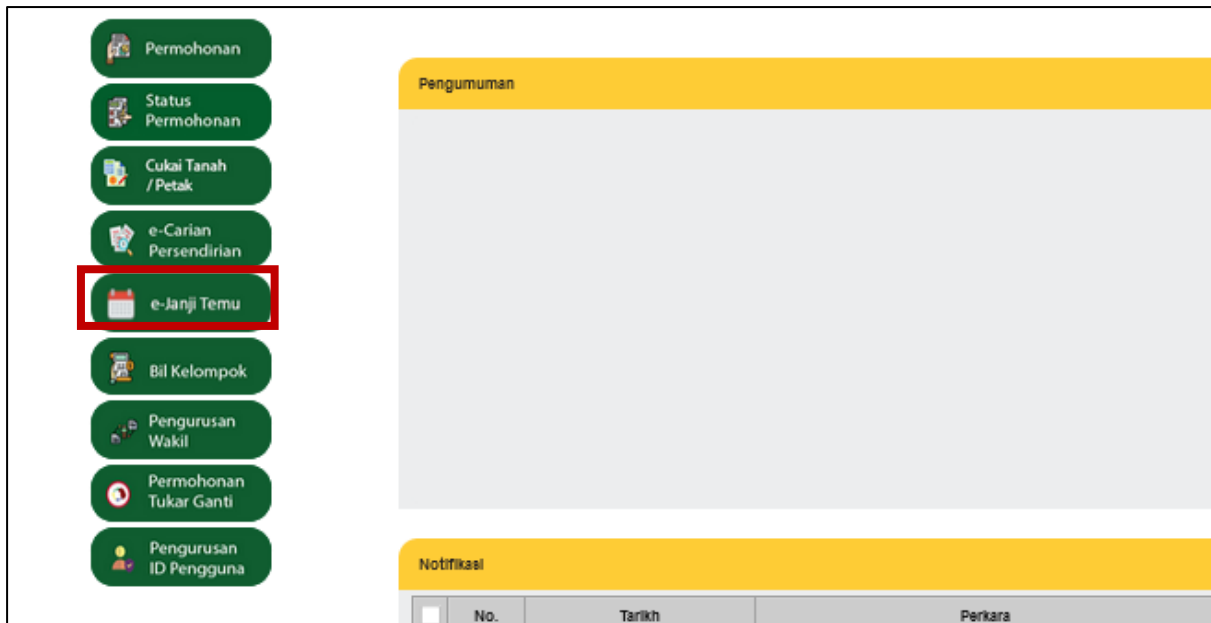 Permohonan
Status
Permohonan
Cukai Tanah
/ Petak
e-Carian
Persendirian
e-Janji Temu
Bil Kelompok
Pengurusan
Wakil
Permohonan
Tukar Ganti
Pengurusan
ID Pengguna
Pengumuman
Notifikasi
No. Tarikh Perkara